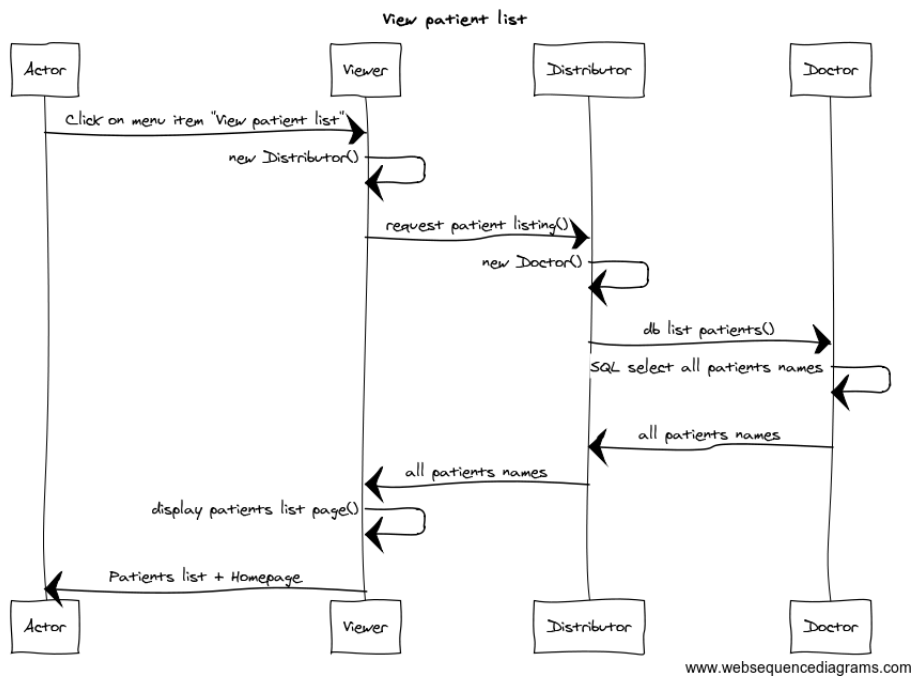 View patient list
Actor Viewer Distributor Doctor
Click on menu item "View patient list"
new Distributor()
request patient listing()
new Doctor()
db list patients()
SQL select all patients names
all patients names
all patients names
display patients list page()
Patients list + Homepage
Actor Viewer Distributor Doctor
www.websequencediagrams.com